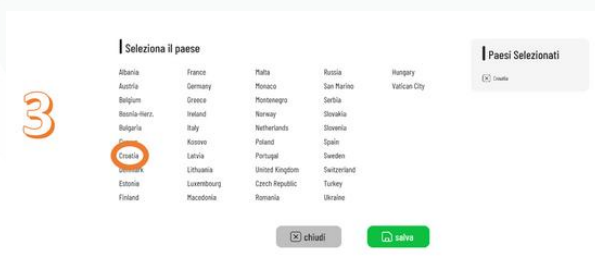 3
Seleziona il paese
Albania France Malta Russia Hungary
Austria Germany Monaco San Marino Vatican City
Belgium Greece Montenegro Serbia
Bosnia-Herz. Ireland Norway Slovakia
Bulgaria Italy Netherlands Slovenia
Kosovo Poland Spain
Croatia Latvia Portugal Sweden
Denmark Lithuania United Kingdom Switzerland
Estonia Luxembourg Czech Republic Turkey
Finland Macedonia Romania Ukraine
chiudi
salva
Paesi Selezionati
Croatia